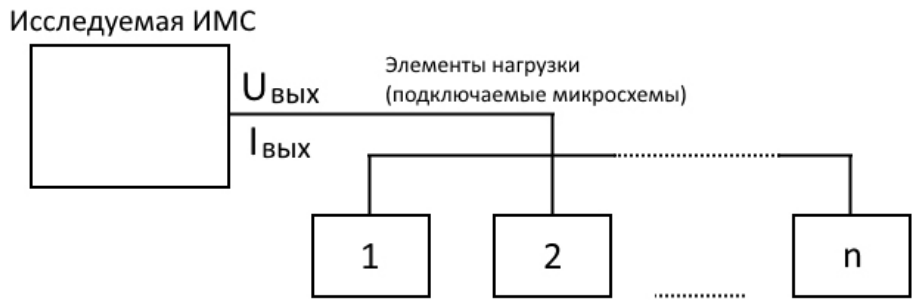 Исследуемая ИМС
Uвых
Элементы нагрузки
(подключаемые микросхемы)
Iвых
1
2
n